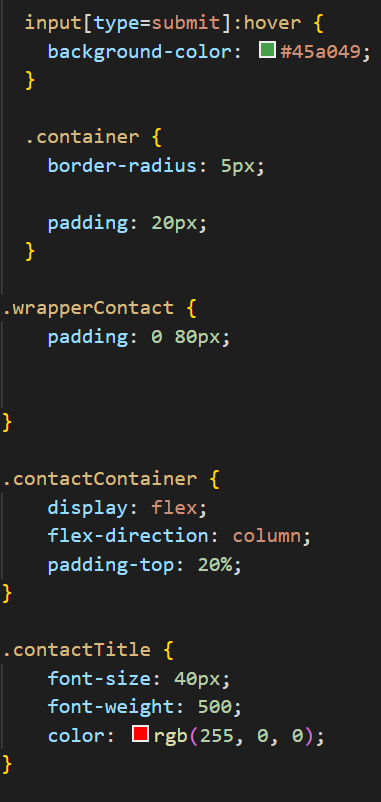 input[type=submit]:hover {
background-color: #45a049;
}
.container {
border-radius: 5px;
padding: 20px;
}
.wrapperContact {
padding: 0 80px;
}
.contactContainer {
display: flex;
flex-direction: column;
padding-top: 20%;
}
.contactTitle {
font-size: 40px;
font-weight: 500;
color: rgb(255, 0, 0);
}